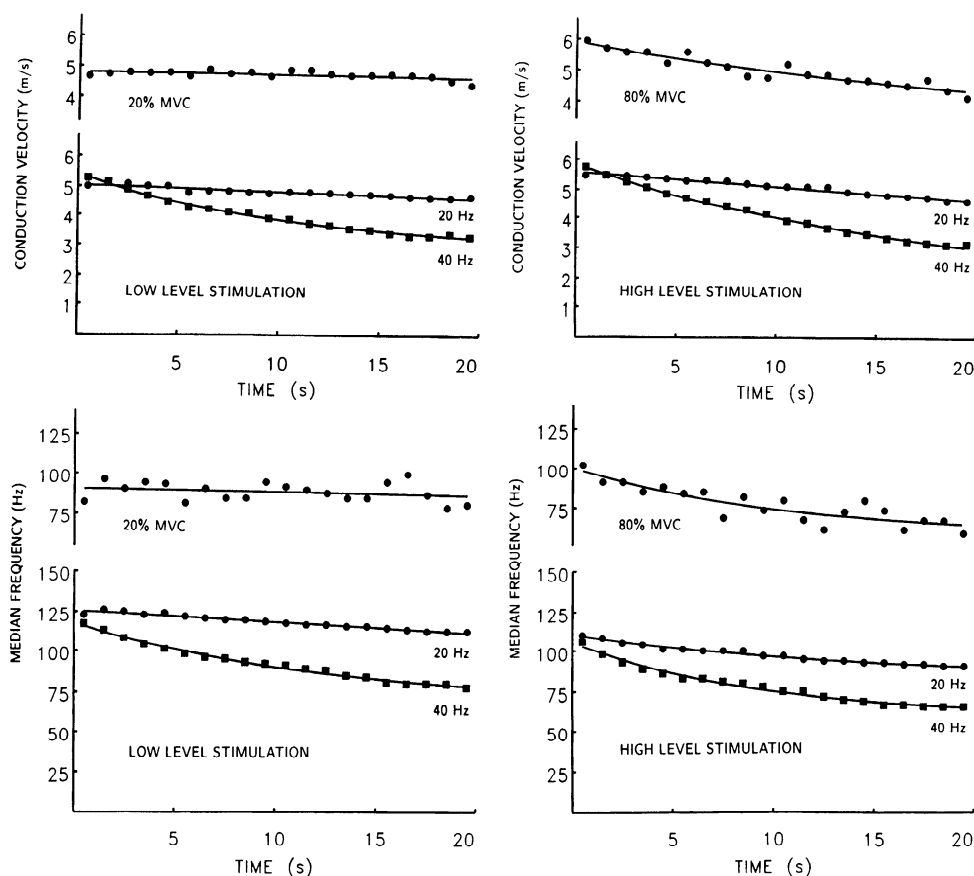 CONDUCTION VELOCITY (m/s)
6
5
4
20% MVC
6
5
4
3
2
1
20 Hz
40 Hz
LOW LEVEL STIMULATION
5
10
15
20
TIME (s)
CONDUCTION VELOCITY (m/s)
6
5
4
80% MVC
6
5
4
3
2
1
20 Hz
40 Hz
HIGH LEVEL STIMULATION
5
10
15
20
TIME (s)
MEDIAN FREQUENCY (Hz)
125
100
75
20% MVC
150
125
100
75
50
25
20 Hz
40 Hz
LOW LEVEL STIMULATION
5
10
15
20
TIME (s)
MEDIAN FREQUENCY (Hz)
125
100
75
80% MVC
150
125
100
75
50
25
20 Hz
40 Hz
HIGH LEVEL STIMULATION
5
10
15
20
TIME (s)